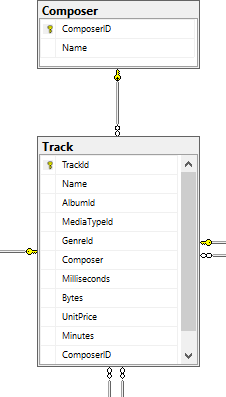 Composer
ComposerID
Name
Track
TrackId
Name
AlbumId
MediaTypeId
GenreId
Composer
Milliseconds
Bytes
UnitPrice
Minutes
ComposerID